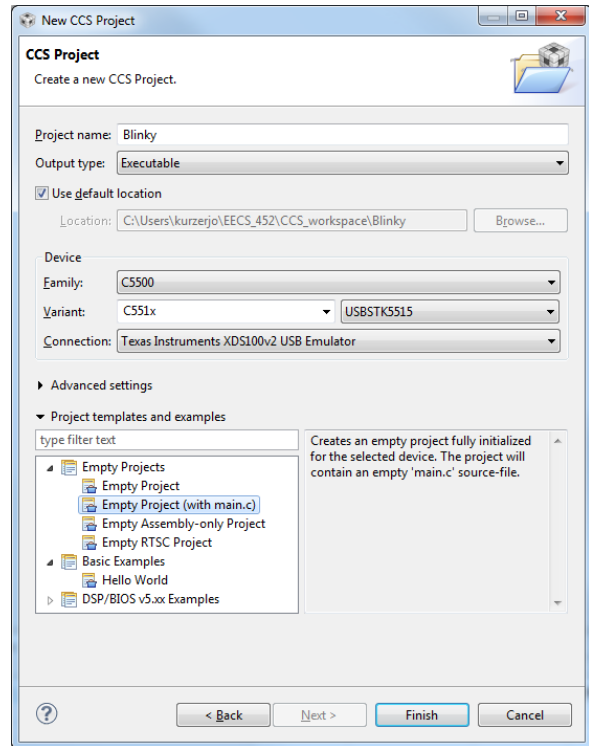 New CCS Project
CCS Project
Create a new CCS Project.
Project name: Blinky
Output type: Executable
Use default location
Location: C:\Users\kurzerjo\EECS_452\CCS_workspace\Blinky Browse...
Device
Family: C5500
Variant: C551x USBSTK5515
Connection: Texas Instruments XDS100v2 USB Emulator
Advanced settings
Project templates and examples
type filter text
Empty Projects
Empty Project
Empty Project (with main.c)
Empty Assembly-only Project
Empty RTSC Project
Basic Examples
Hello World
DSP/BIOS v5.xx Examples
Creates an empty project fully initialized
for the selected device. The project will
contain an empty 'main.c' source-file.
?
< Back Next > Finish Cancel